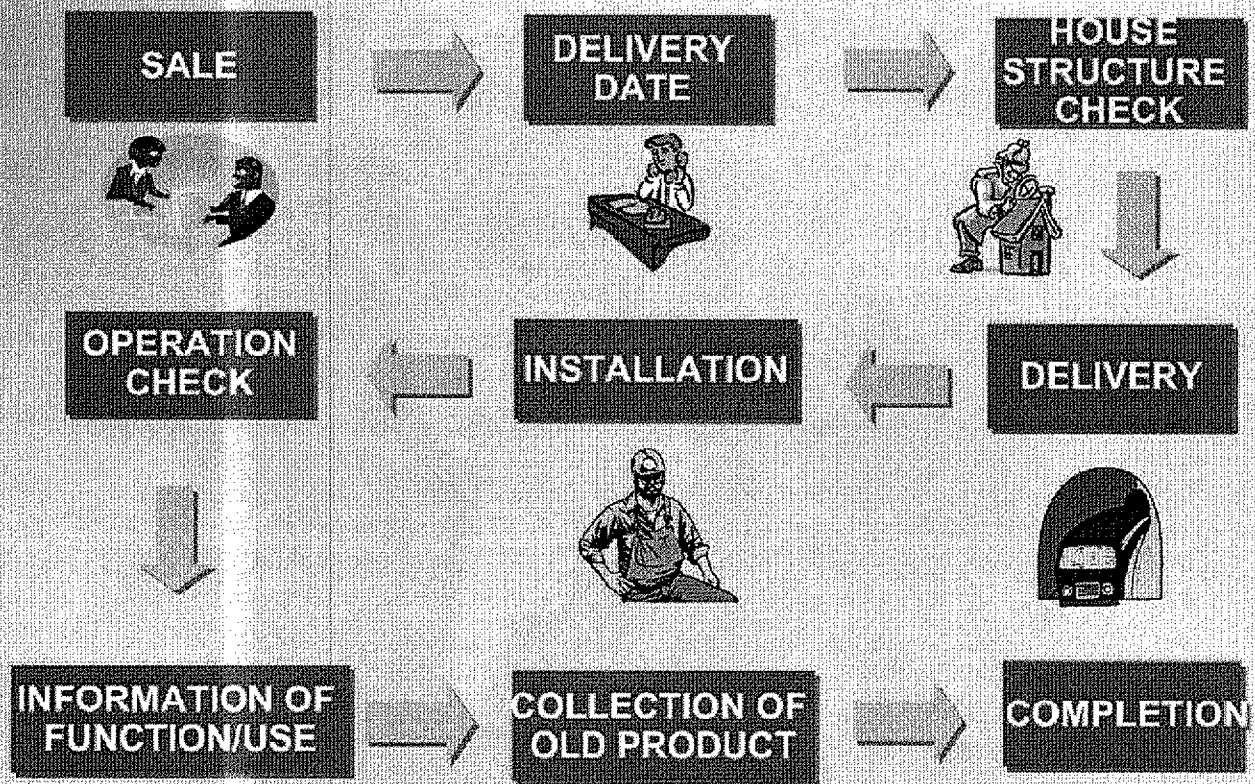 SALE
DELIVERY
DATE
HOUSE
STRUCTURE
CHECK
OPERATION
CHECK
INSTALLATION
DELIVERY
INFORMATION OF
FUNCTION/USE
COLLECTION OF
OLD PRODUCT
COMPLETION